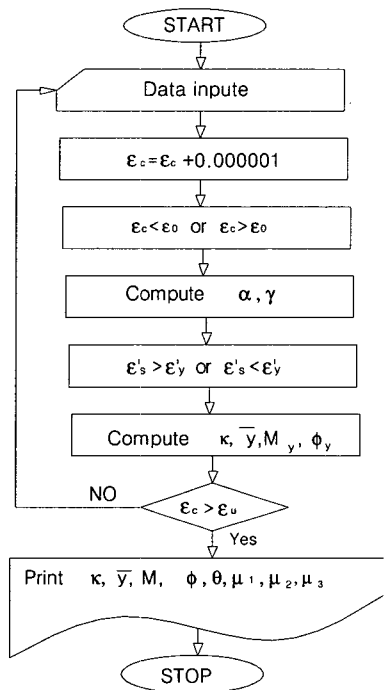 START
Data inpute
εc=εc+0.000001
εc<ε0 or εc>ε0
Compute α,γ
ε's>ε'y or ε's<ε'y
Compute κ, y̅,My, ϕy
NO
εc>εu
Yes
Print κ, y̅, M, ϕ,θ,μ1,μ2,μ3
STOP